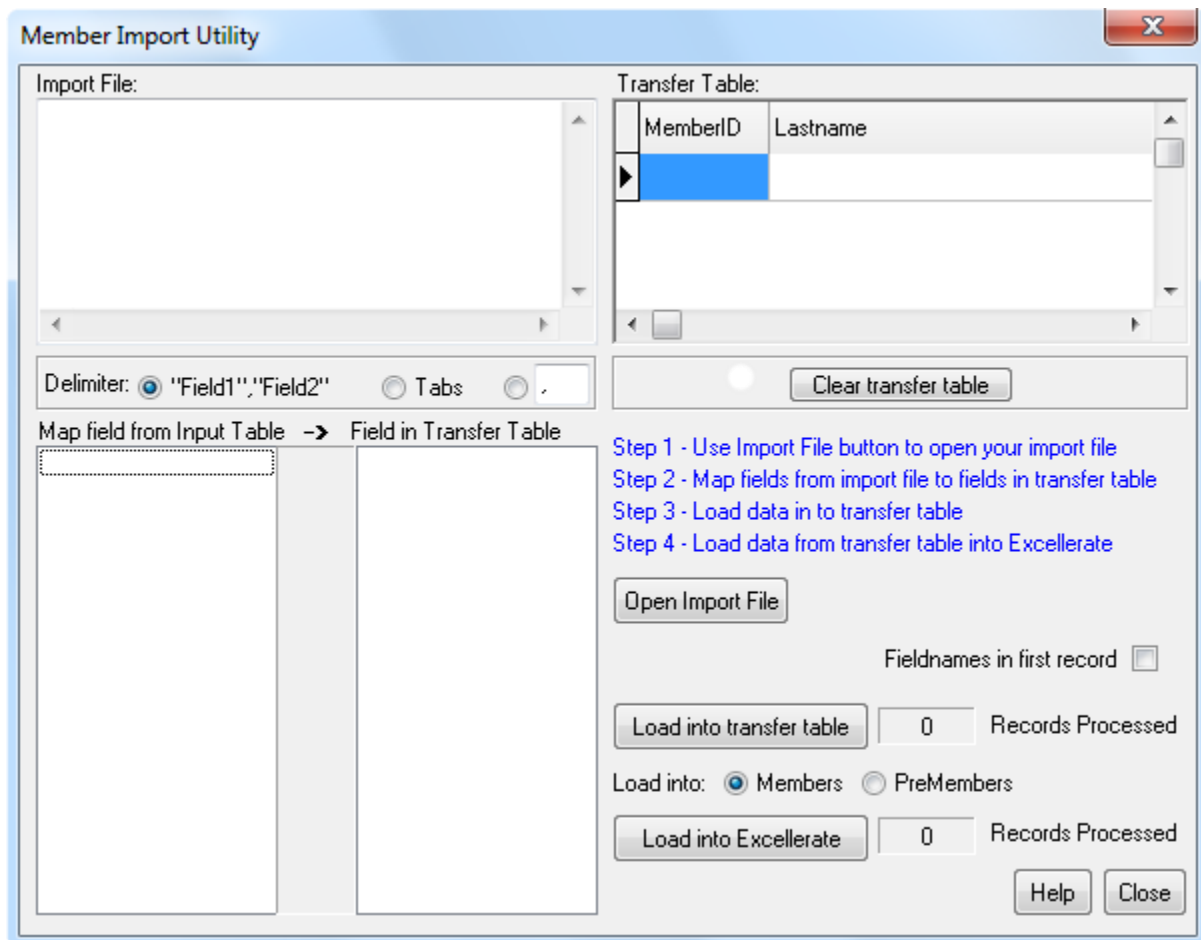 Member Import Utility
Import File:
Transfer Table:
MemberID Lastname
Delimiter: "Field1","Field2" Tabs ,
Clear transfer table
Map field from Input Table -> Field in Transfer Table
Step 1 - Use Import File button to open your import file
Step 2 - Map fields from import file to fields in transfer table
Step 3 - Load data in to transfer table
Step 4 - Load data from transfer table into Excellerate
Open Import File
Fieldnames in first record
Load into transfer table 0 Records Processed
Load into: Members PreMembers
Load into Excellerate 0 Records Processed
Help Close